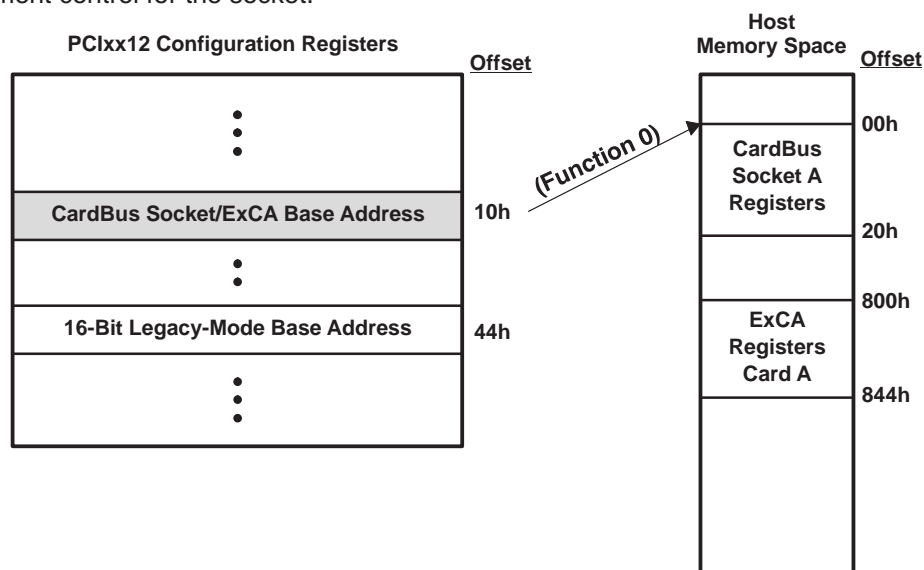 ment control for the socket.
PCIxx12 Configuration Registers
Offset
CardBus Socket/ExCA Base Address
10h
16-Bit Legacy-Mode Base Address
44h
(Function 0)
Host
Memory Space
Offset
00h
CardBus
Socket A
Registers
20h
800h
ExCA
Registers
Card A
844h